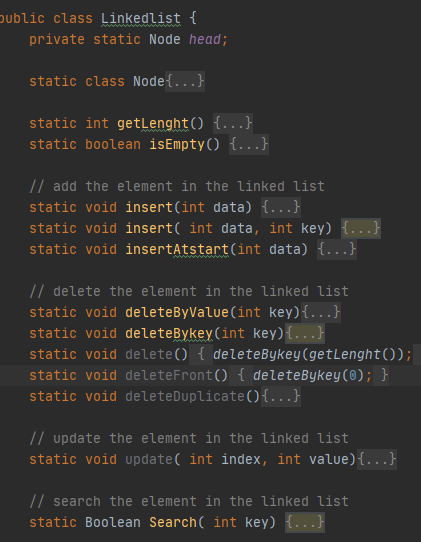 public class Linkedlist {
private static Node head;
static class Node{...}
static int getLenght() {...}
static boolean isEmpty() {...}
// add the element in the linked list
static void insert(int data) {...}
static void insert( int data, int key) {...}
static void insertAtstart(int data) {...}
// delete the element in the linked list
static void deleteByValue(int key){...}
static void deleteBykey(int key){...}
static void delete() { deleteBykey(getLenght());
static void deleteFront() { deleteBykey(0); }
static void deleteDuplicate(){...}
// update the element in the linked list
static void update( int index, int value){...}
// search the element in the linked list
static Boolean Search( int key) {...}